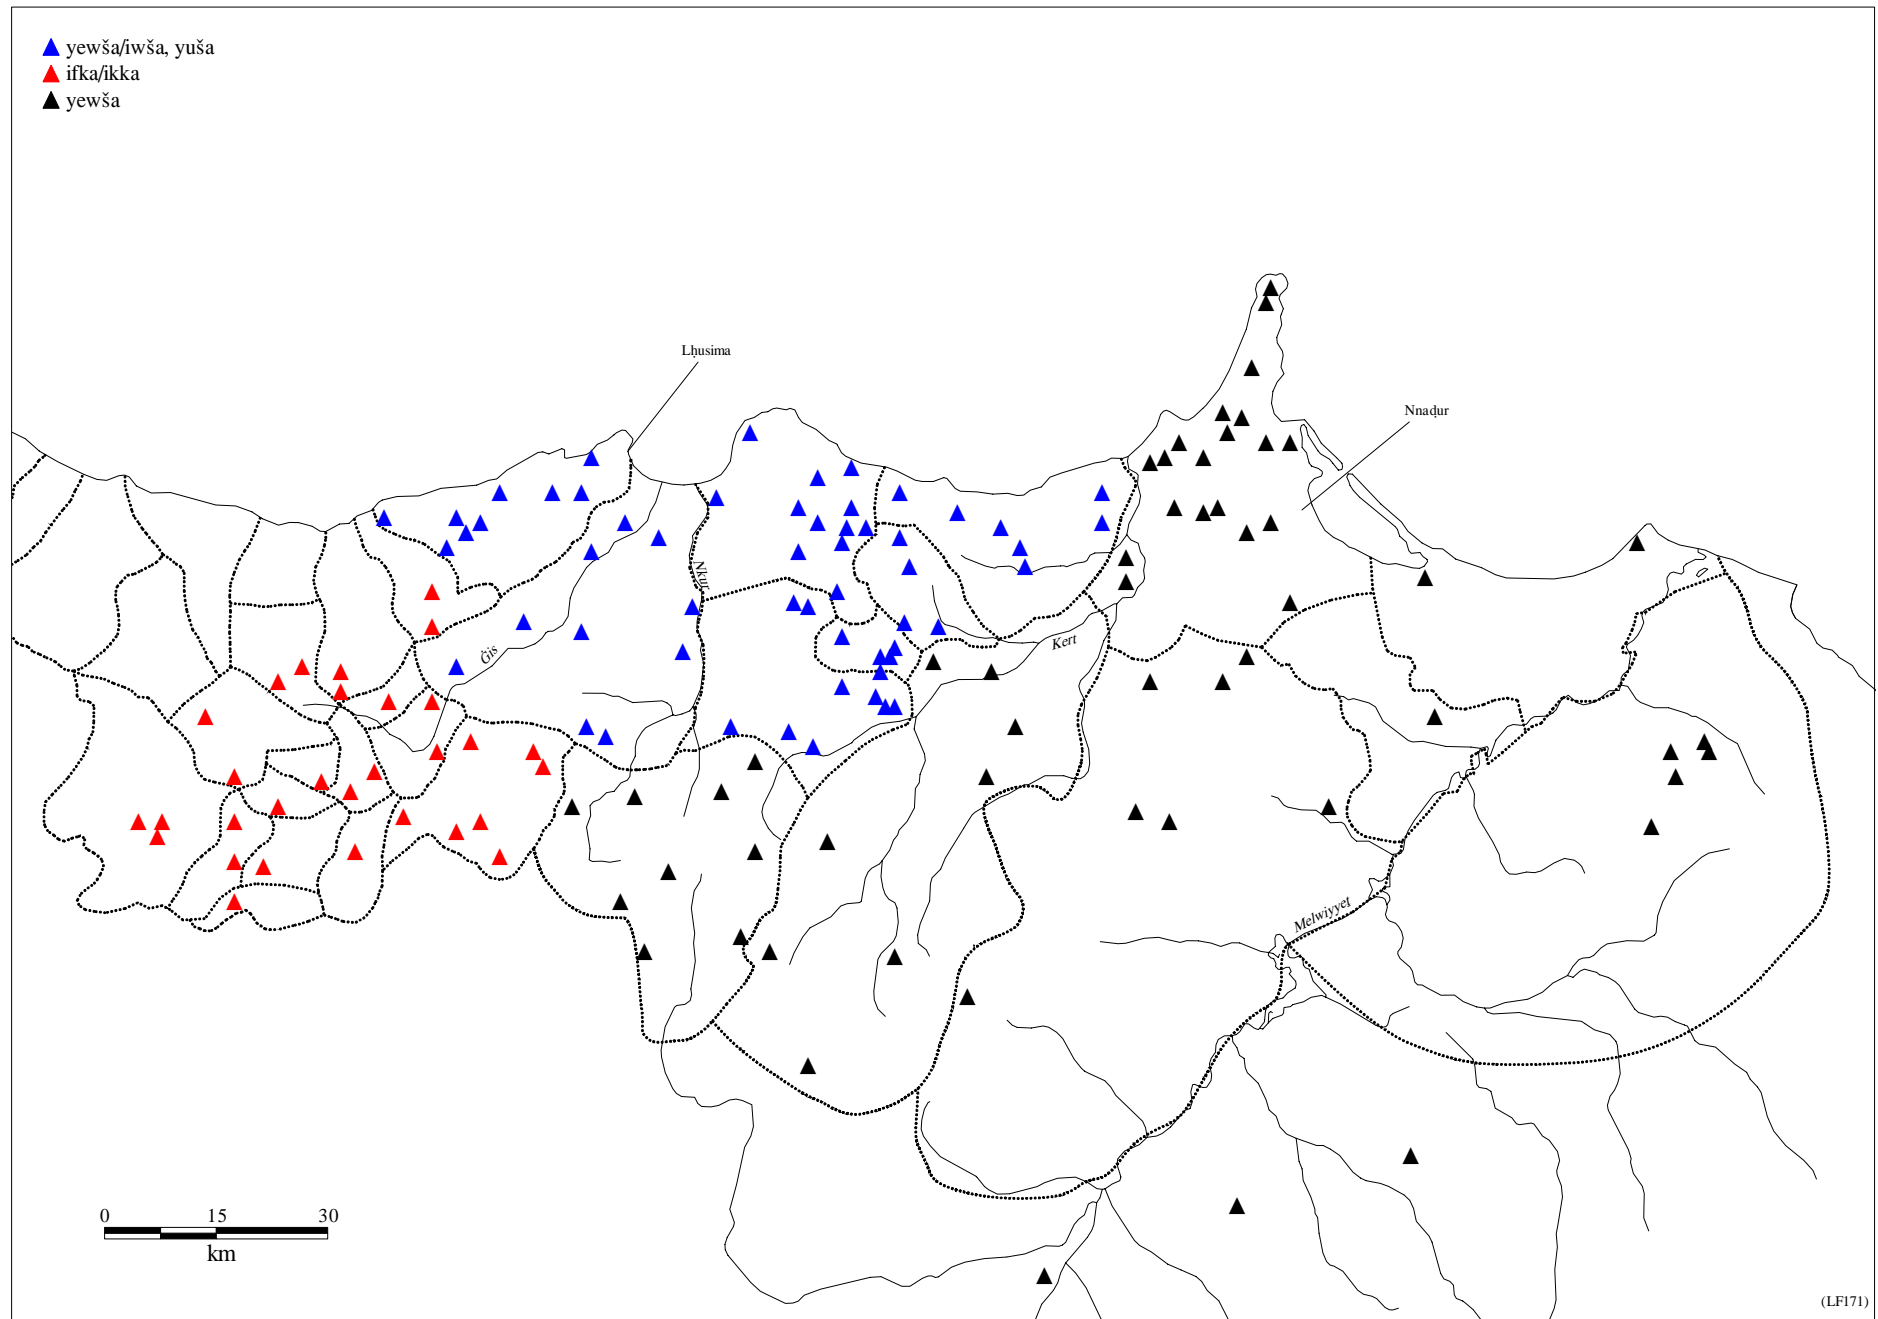 yewša/iwša, yuša
ifka/ikka
yewša
Lḥusima
Nnaḍur
Nkur
Ġis
Kert
Melwiyyet
0 15 30
km
(LF171)